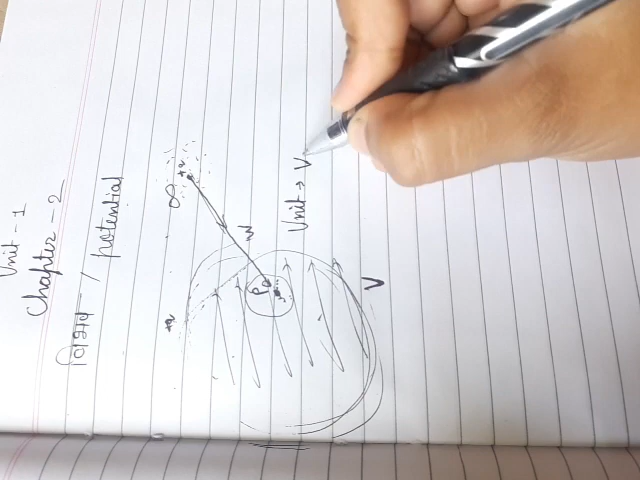 Unit - 1
Chapter - 2
विभव / potential
∞
+q
W
P
+q
V
Unit → V